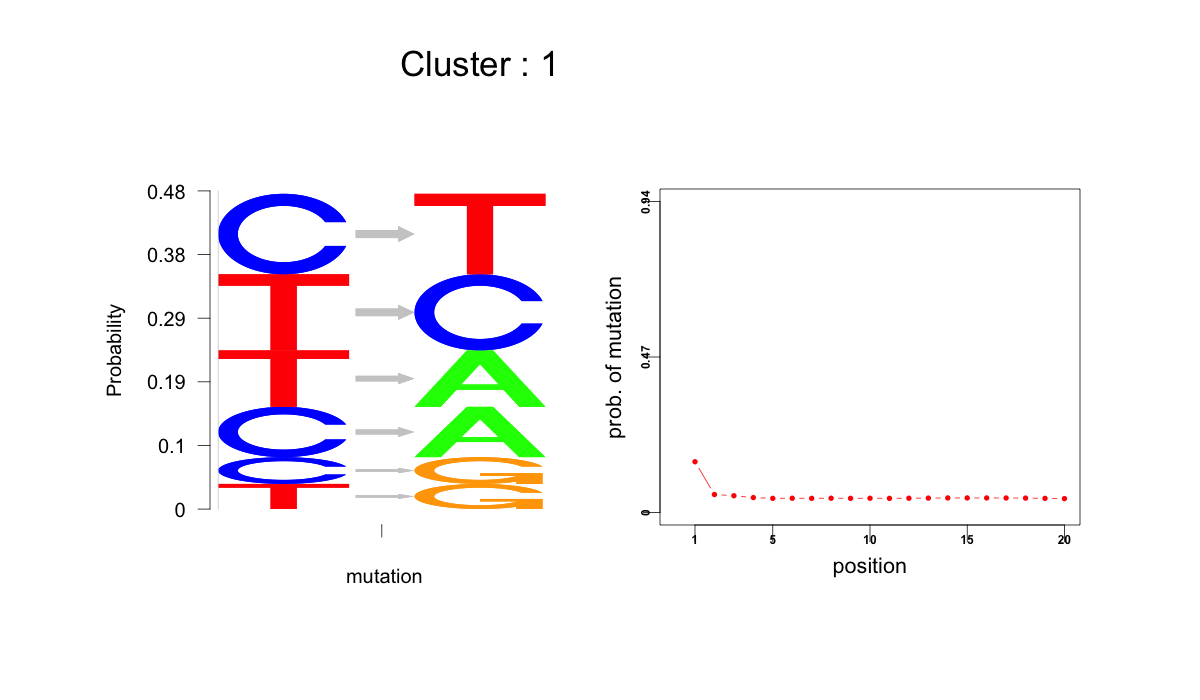 Cluster : 1
Probability
0.48
0.38
0.29
0.19
0.1
0
C T
T C
T A
C A
C G
T G
mutation
prob. of mutation
0.94
0.47
0
1 5 10 15 20
position